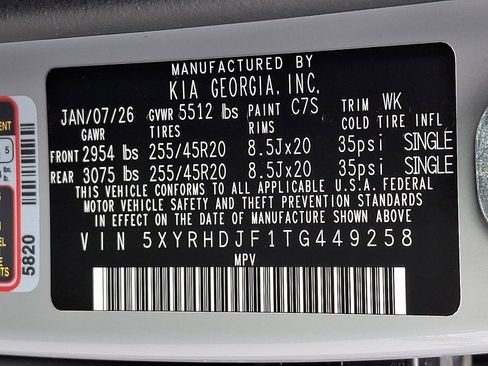 MANUFACTURED BY
KIA GEORGIA, INC.
JAN/07/26 GVWR 5512 lbs PAINT C7S TRIM WK
GAWR TIRES RIMS COLD TIRE INFL
FRONT 2954 lbs 255/45R20 8.5Jx20 35psi SINGLE
REAR 3075 lbs 255/45R20 8.5Jx20 35psi SINGLE
THIS VEHICLE CONFORMS TO ALL APPLICABLE U.S.A. FEDERAL
MOTOR VEHICLE SAFETY AND THEFT PREVENTION STANDARDS
IN EFFECT ON THE DATE OF MANUFACTURE SHOWN ABOVE
VIN 5XYRHDJF1TG449258
MPV
5
5820